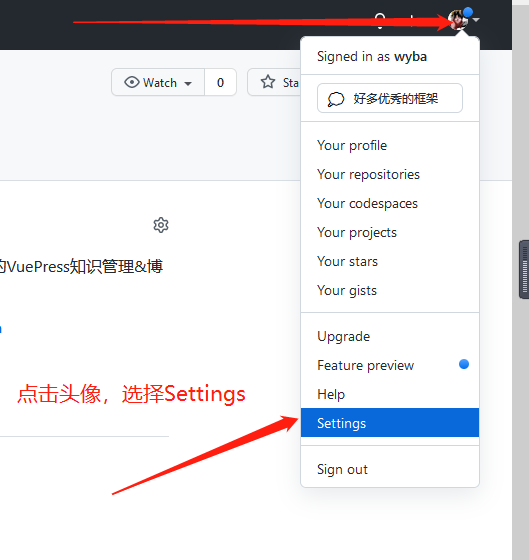 Signed in as wyba
Watch 0 Sta
好多优秀的框架
Your profile
Your repositories
Your codespaces
Your projects
Your stars
Your gists
的VuePress知识管理&博
Upgrade
Feature preview
Help
点击头像，选择Settings
Settings
Sign out